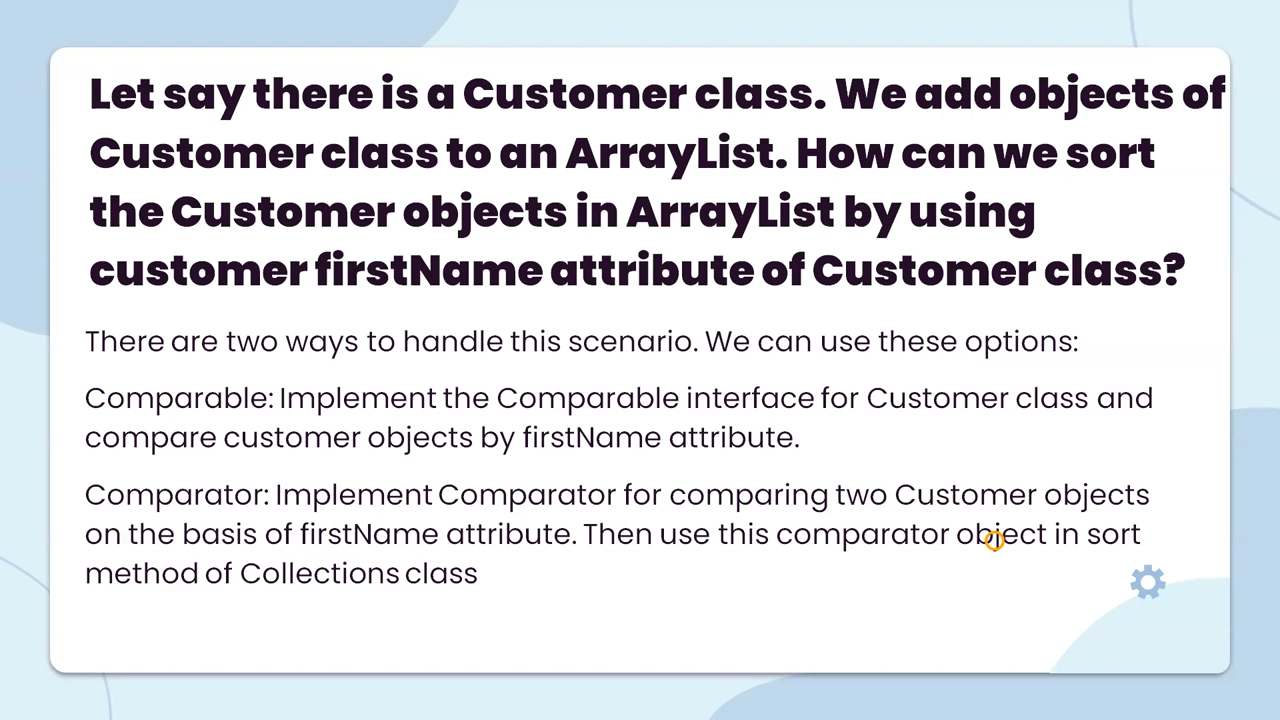 Let say there is a Customer class. We add objects of
Customer class to an ArrayList. How can we sort
the Customer objects in ArrayList by using
customer firstName attribute of Customer class?
There are two ways to handle this scenario. We can use these options:
Comparable: Implement the Comparable interface for Customer class and
compare customer objects by firstName attribute.
Comparator: Implement Comparator for comparing two Customer objects
on the basis of firstName attribute. Then use this comparator object in sort
method of Collections class